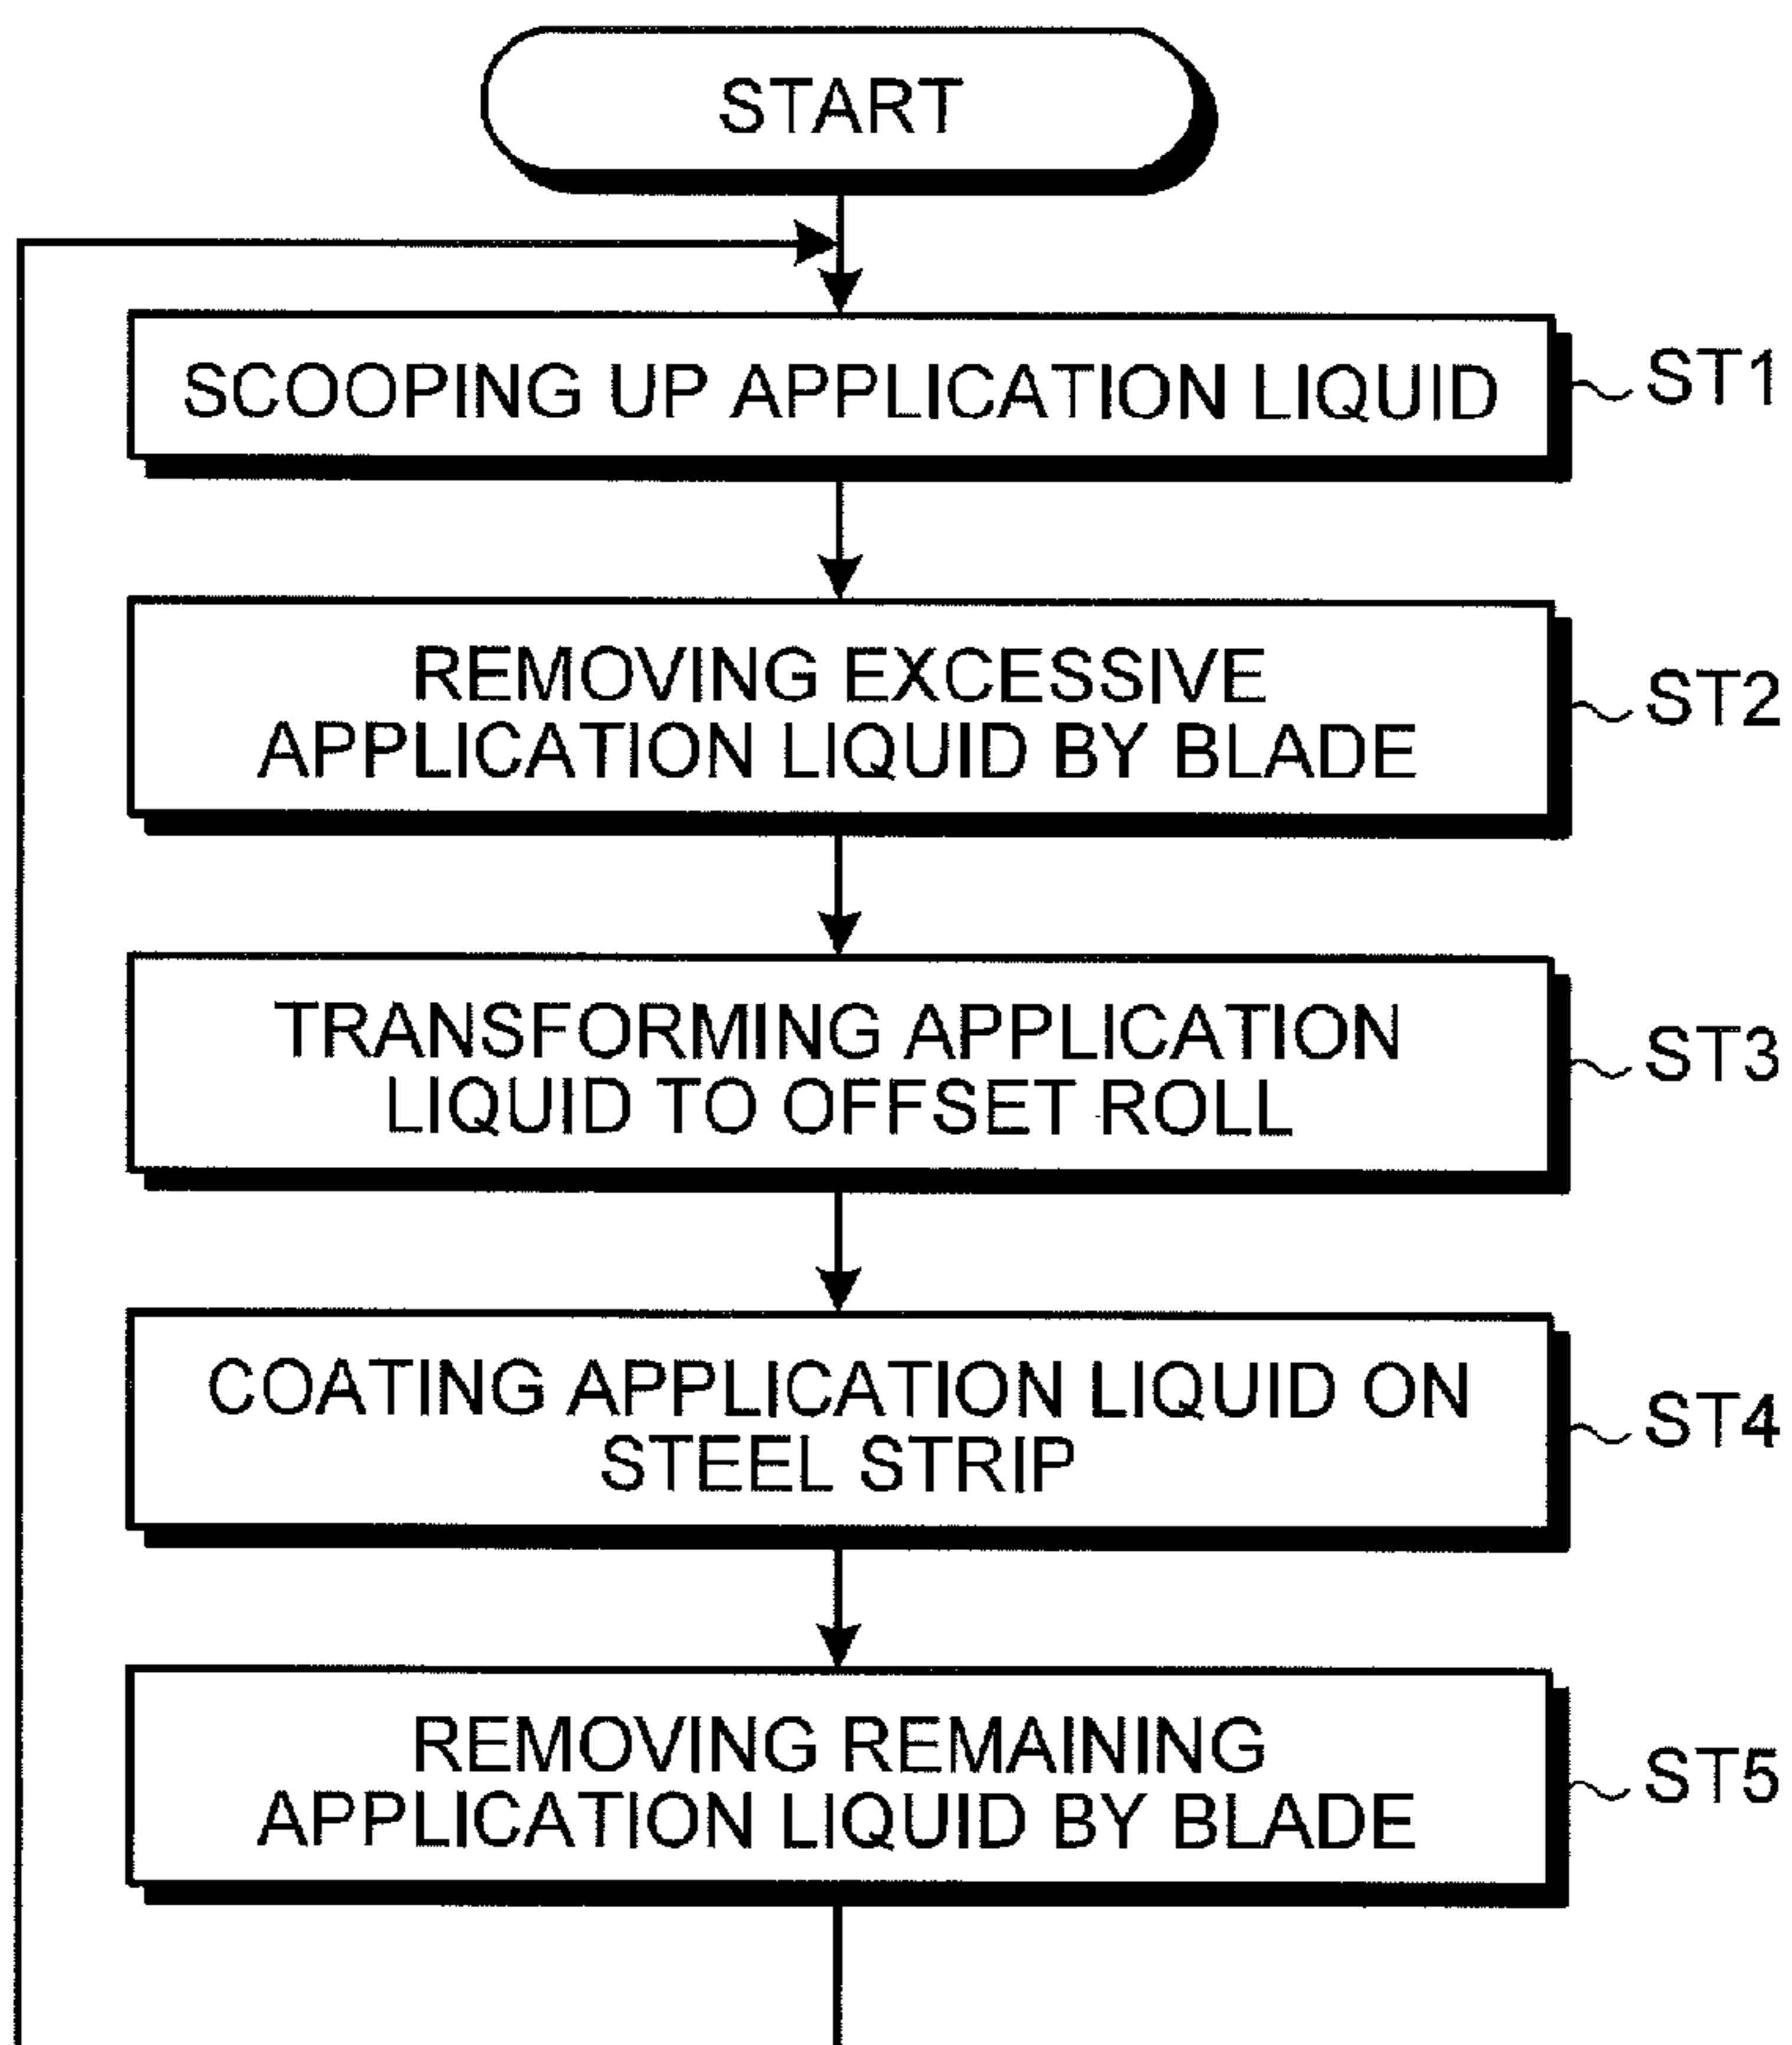 START
SCOOPING UP APPLICATION LIQUID
ST1
REMOVING EXCESSIVE
APPLICATION LIQUID BY BLADE
ST2
TRANSFORMING APPLICATION
LIQUID TO OFFSET ROLL
ST3
COATING APPLICATION LIQUID ON
STEEL STRIP
ST4
REMOVING REMAINING
APPLICATION LIQUID BY BLADE
ST5